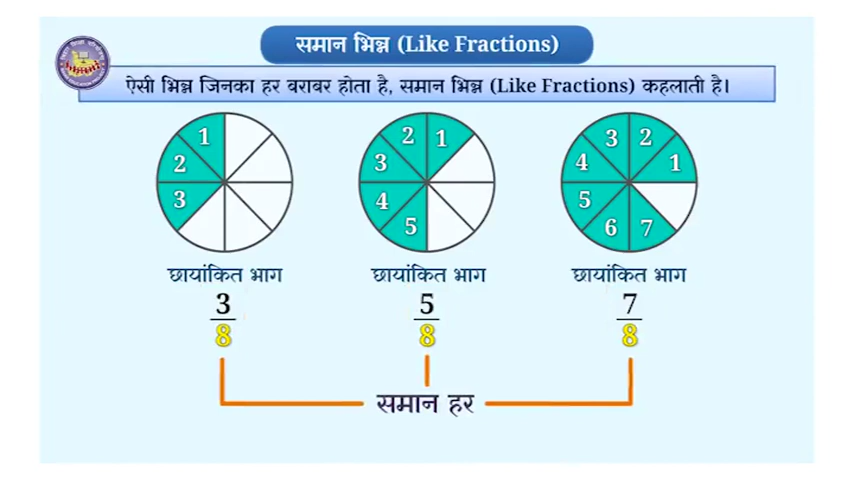 समान भिन्न (Like Fractions)
ऐसी भिन्न जिनका हर बराबर होता है, समान भिन्न (Like Fractions) कहलाती है।
1
2
3
2 1
3
4
5
3 2
4 1
5
6 7
छायांकित भाग छायांकित भाग छायांकित भाग
3 5 7
8 8 8
समान हर